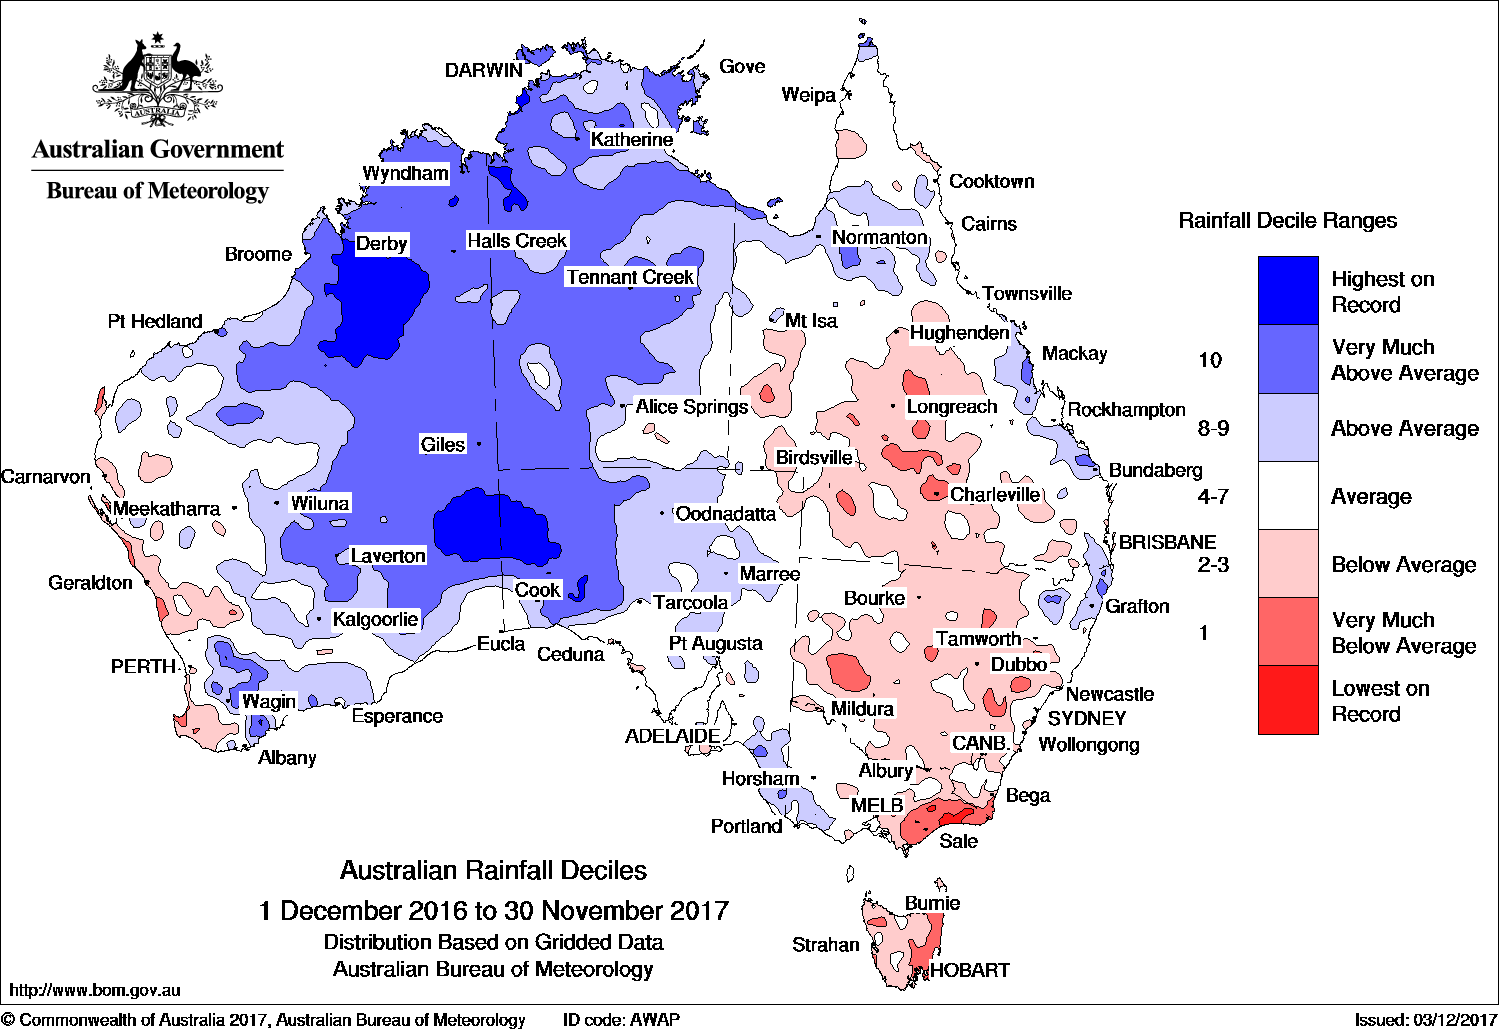 AUSTRALIA
Australian Government
Bureau of Meteorology
DARWIN
Gove
Weipa
Katherine
Wyndham
Cooktown
Cairns
Broome
Derby
Halls Creek
Normanton
Tennant Creek
Townsville
Pt Hedland
Mt Isa
Hughenden
Mackay
Alice Springs
Longreach
Rockhampton
Giles
Birdsville
Bundaberg
Carnarvon
Meekatharra
Wiluna
Oodnadatta
Charleville
Laverton
BRISBANE
Geraldton
Cook
Marree
Tarcoola
Bourke
Grafton
Kalgoorlie
Eucla
Ceduna
Pt Augusta
Tamworth
PERTH
Dubbo
Wagin
Esperance
Mildura
Newcastle
SYDNEY
ADELAIDE
CANB.
Wollongong
Albany
Horsham
Albury
Bega
MELB
Portland
Sale
Burnie
Strahan
HOBART
Rainfall Decile Ranges
Highest on
Record
10
Very Much
Above Average
8-9
Above Average
4-7
Average
2-3
Below Average
1
Very Much
Below Average
Lowest on
Record
Australian Rainfall Deciles
1 December 2016 to 30 November 2017
Distribution Based on Gridded Data
Australian Bureau of Meteorology
http://www.bom.gov.au
© Commonwealth of Australia 2017, Australian Bureau of Meteorology
ID code: AWAP
Issued: 03/12/2017